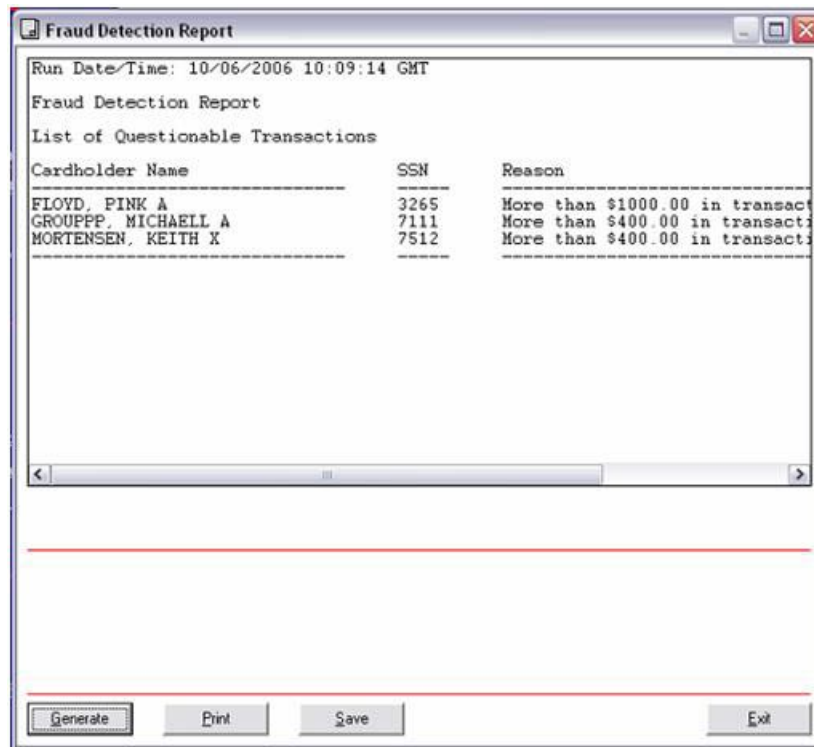 Fraud Detection Report
Run Date/Time: 10/06/2006 10:09:14 GMT
Fraud Detection Report
List of Questionable Transactions
Cardholder Name SSN Reason
FLOYD, PINK A 3265 More than $1000.00 in transact
GROUPPP, MICHAELL A 7111 More than $400.00 in transacti
MORTENSEN, KEITH X 7512 More than $400.00 in transacti
Generate Print Save Exit